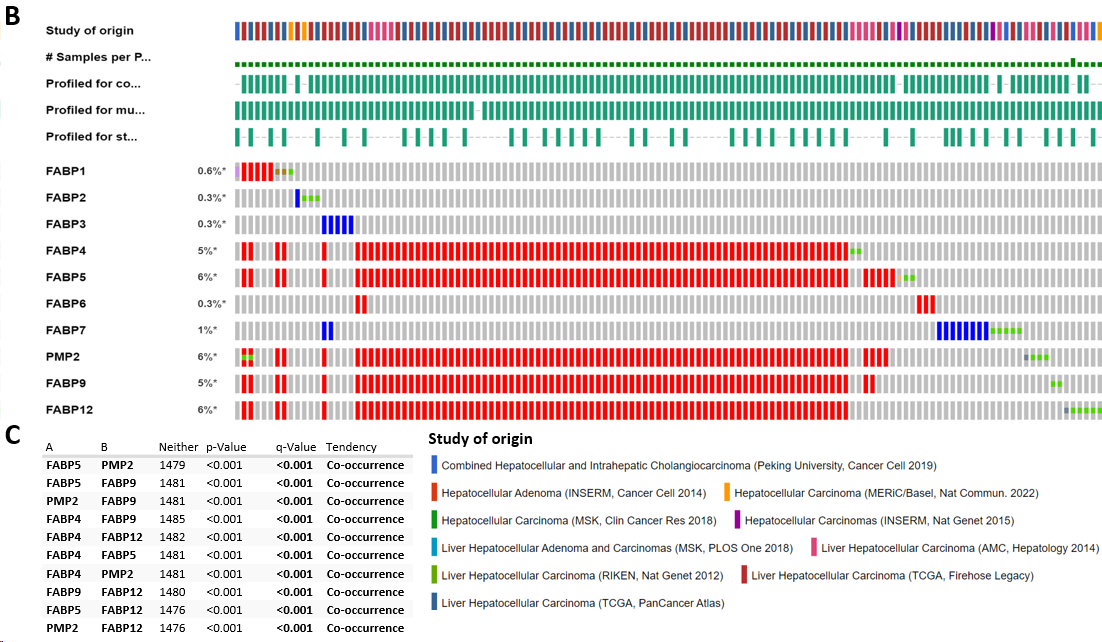 B
Study of origin
# Samples per P...
Profiled for co...
Profiled for mu...
Profiled for st...
FABP1 0.6%*
FABP2 0.3%*
FABP3 0.3%*
FABP4 5%*
FABP5 6%*
FABP6 0.3%*
FABP7 1%*
PMP2 6%*
FABP9 5%*
FABP12 6%*
C
A B Neither p-Value q-Value Tendency
FABP5 PMP2 1479 <0.001 <0.001 Co-occurrence
FABP5 FABP9 1481 <0.001 <0.001 Co-occurrence
PMP2 FABP9 1481 <0.001 <0.001 Co-occurrence
FABP4 FABP9 1485 <0.001 <0.001 Co-occurrence
FABP4 FABP12 1482 <0.001 <0.001 Co-occurrence
FABP4 FABP5 1481 <0.001 <0.001 Co-occurrence
FABP4 PMP2 1481 <0.001 <0.001 Co-occurrence
FABP9 FABP12 1480 <0.001 <0.001 Co-occurrence
FABP5 FABP12 1476 <0.001 <0.001 Co-occurrence
PMP2 FABP12 1476 <0.001 <0.001 Co-occurrence
Study of origin
Combined Hepatocellular and Intrahepatic Cholangiocarcinoma (Peking University, Cancer Cell 2019)
Hepatocellular Adenoma (INSERM, Cancer Cell 2014) Hepatocellular Carcinoma (MERiC/Basel, Nat Commun. 2022)
Hepatocellular Carcinoma (MSK, Clin Cancer Res 2018) Hepatocellular Carcinomas (INSERM, Nat Genet 2015)
Liver Hepatocellular Adenoma and Carcinomas (MSK, PLOS One 2018) Liver Hepatocellular Carcinoma (AMC, Hepatology 2014)
Liver Hepatocellular Carcinoma (RIKEN, Nat Genet 2012) Liver Hepatocellular Carcinoma (TCGA, Firehose Legacy)
Liver Hepatocellular Carcinoma (TCGA, PanCancer Atlas)